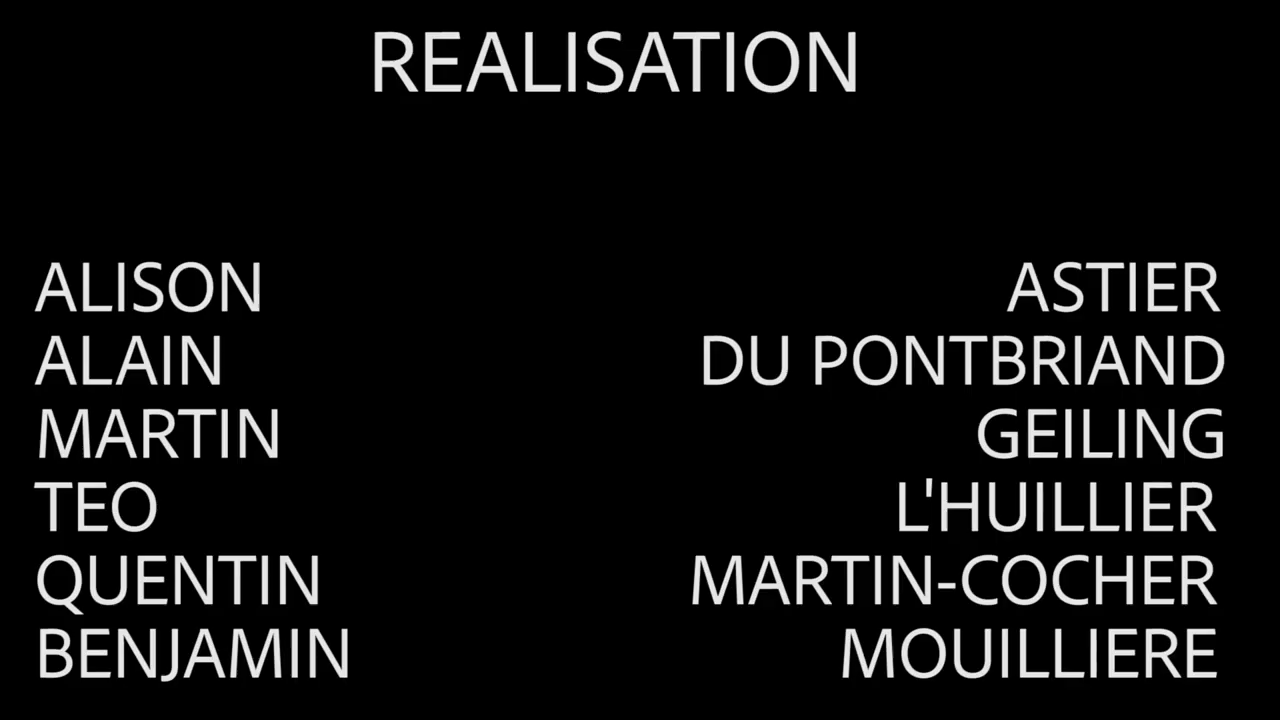 REALISATION
ALISON ASTIER
ALAIN DU PONTBRIAND
MARTIN GEILING
TEO L'HUILLIER
QUENTIN MARTIN-COCHER
BENJAMIN MOUILLIERE